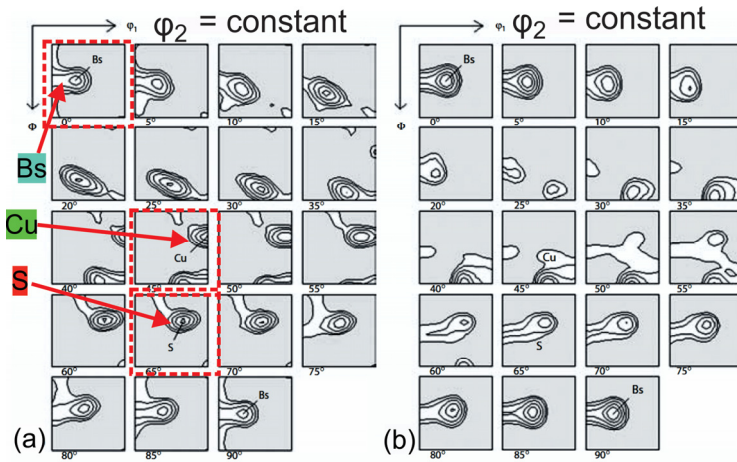 φ₁ φ₂ = constant
Bs
Φ 0° 5° 10° 15°
Bs
20° 25° 30° 35°
Cu
Cu
40° 45° 50° 55°
S
S
60° 65° 70° 75°
Bs
(a) 80° 85° 90°
φ₁ φ₂ = constant
Bs
Φ 0° 5° 10° 15°
20° 25° 30° 35°
Cu
40° 45° 50° 55°
S
60° 65° 70° 75°
Bs
(b) 80° 85° 90°